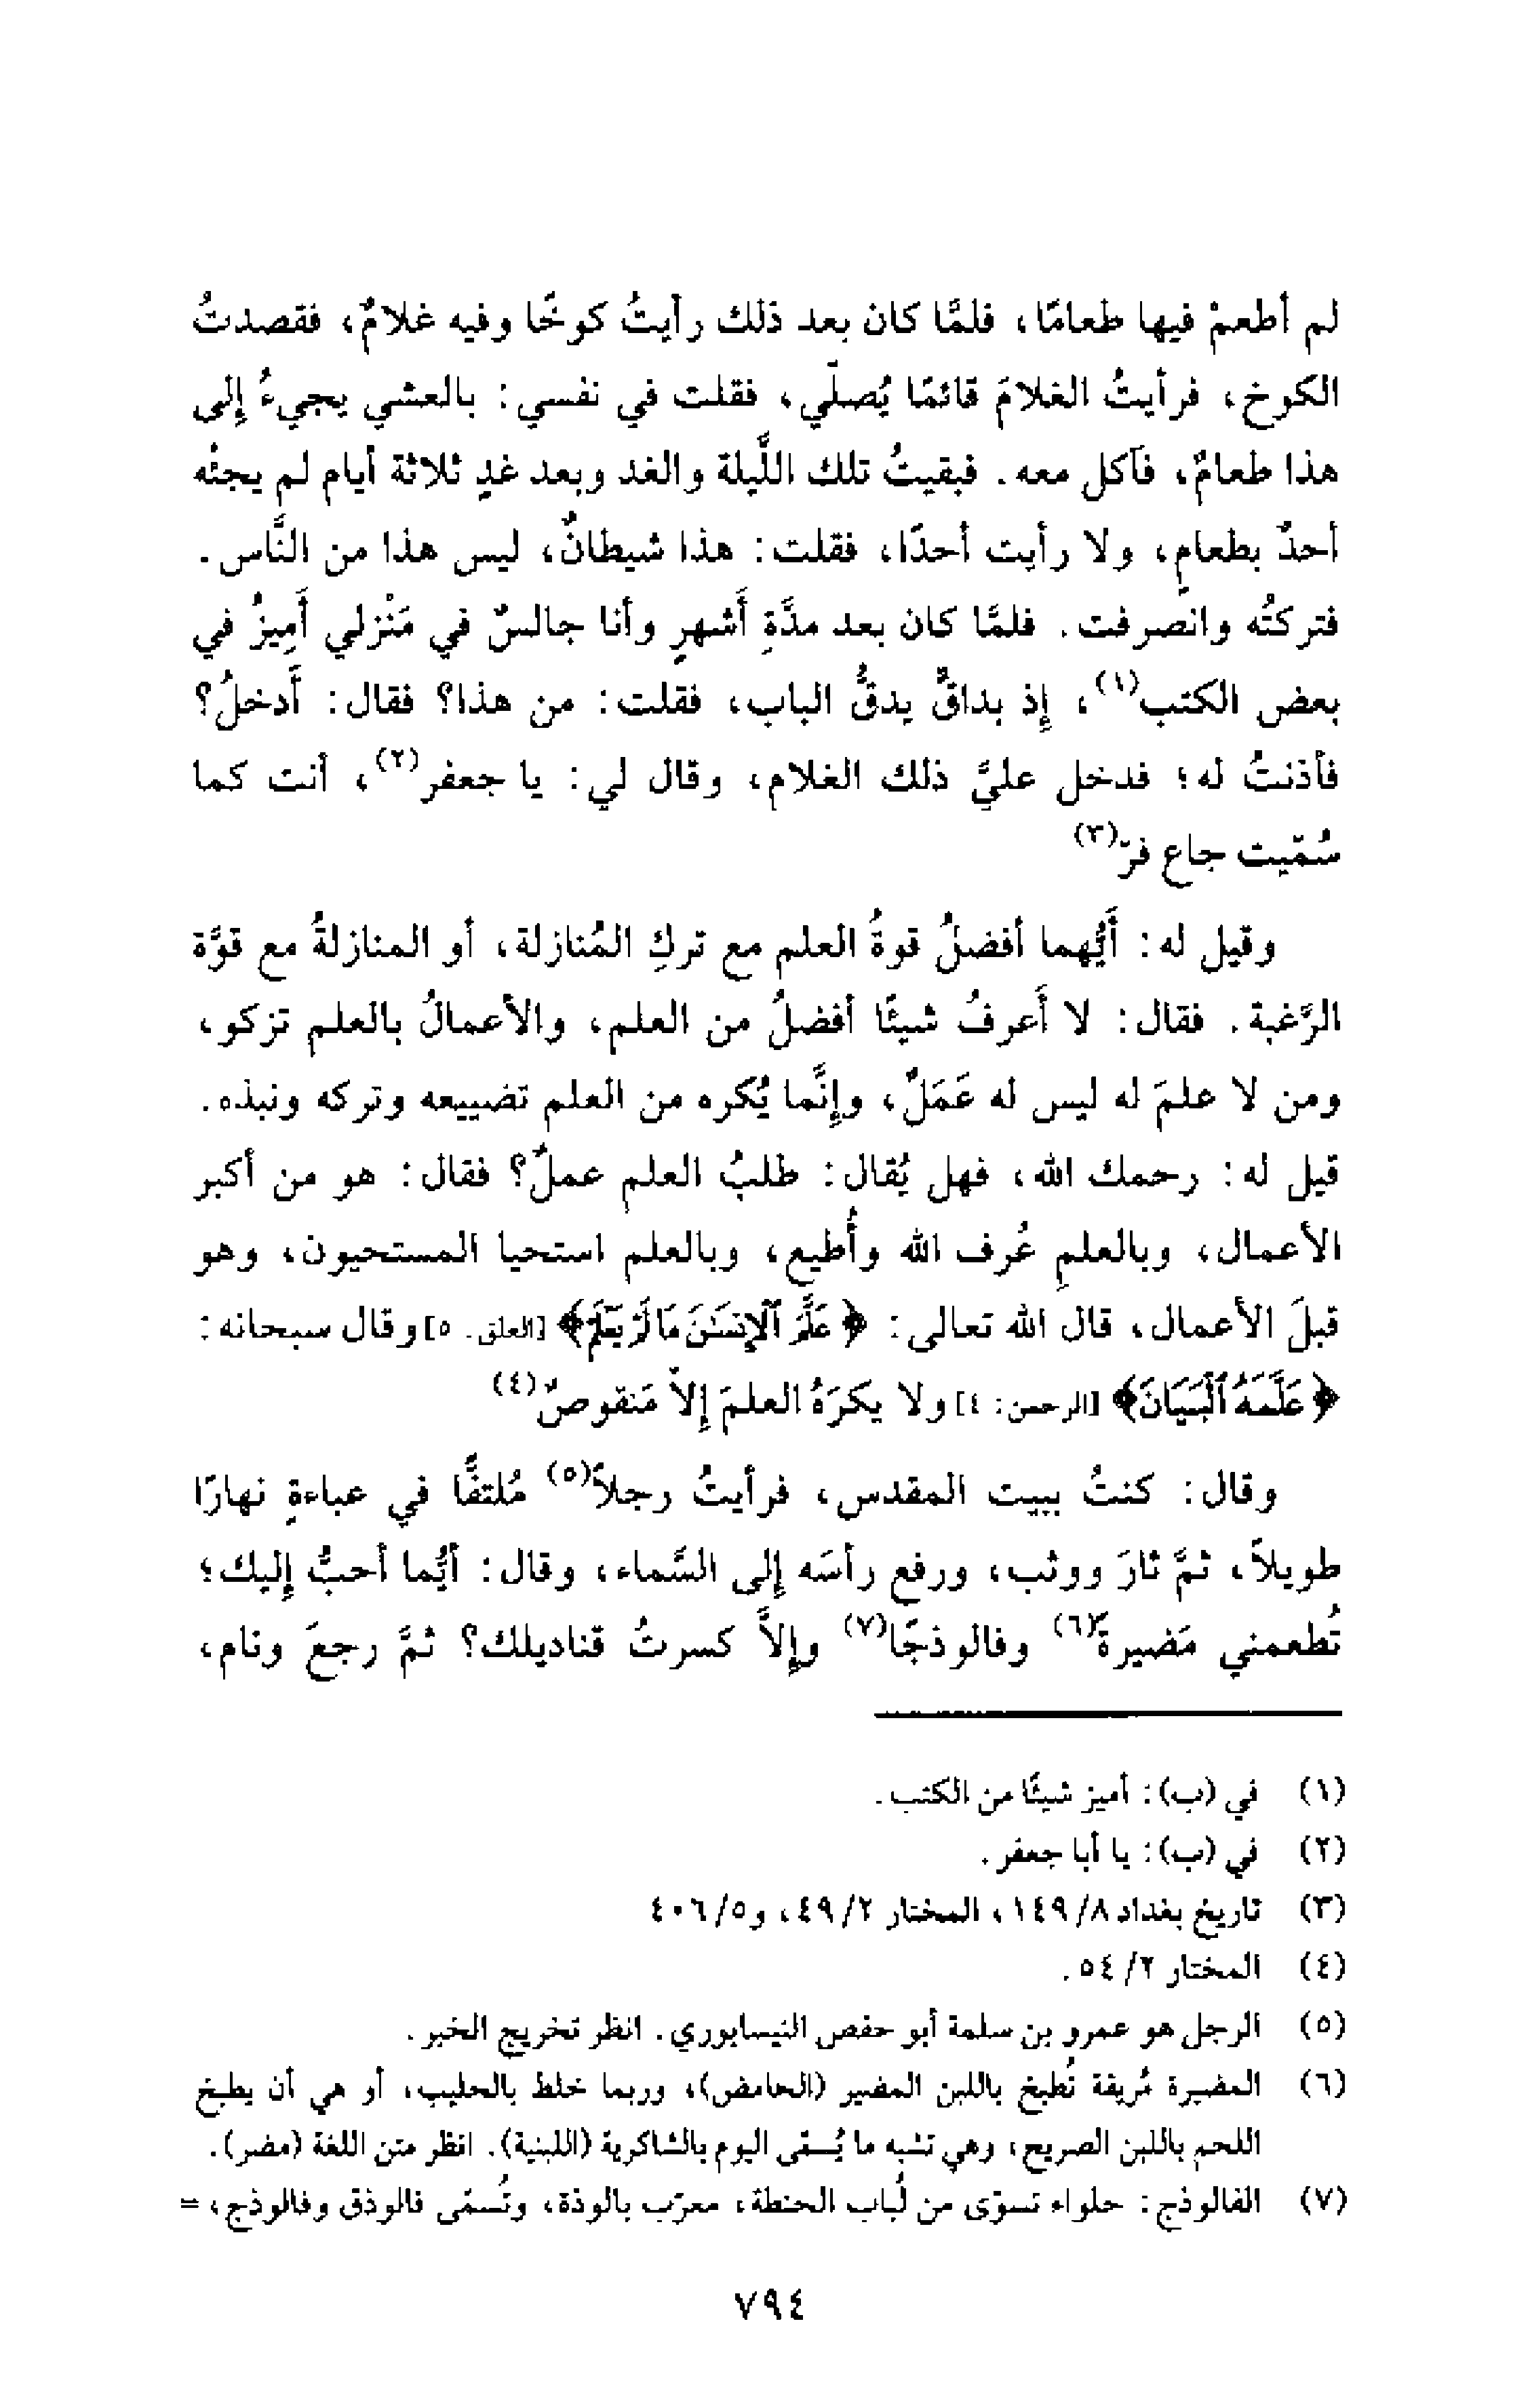 لم أطعمْ فيها طعامًا، فلمَّا كان بعد ذلك رأيتُ كوخًا وفيه غلامٌ، فقصدتُ
الكرخ، فرأيتُ الغلامَ قائمًا يُصلّي، فقلت في نفسي: بالعشي يجيءُ إلى
هذا طعامٌ، فآكل معه. فبقيتُ تلك اللَّيلة والغد وبعد غدٍ ثلاثة أيام لم يجئْه
أحدٌ بطعامٍ، ولا رأيت أحدًا، فقلت: هذا شيطانٌ، ليس هذا من النَّاس.
فتركتُه وانصرفت. فلمَّا كان بعد مدَّةِ أَشهرٍ وأنا جالسٌ في مَنْزلي أَمِيزُ في
بعض الكتب(١)، إذ بداقٌّ يدقُّ الباب، فقلت: من هذا؟ فقال: أَدخلُ؟
فأذنتُ له؛ فدخل عليَّ ذلك الغلام، وقال لي: يا جعفر(٢)، أنت كما
سُمّيت جاع فرّ(٣)
وقيل له: أَيُّهما أفضلُ قوةُ العلم مع تركِ المُنازلة، أو المنازلةُ مع قوَّة
الرَّغبة. فقال: لا أَعرفُ شيئًا أفضلُ من العلم، والأعمالُ بالعلم تزكو،
ومن لا علمَ له ليس له عَمَلٌ، وإنَّما يُكره من العلم تضييعه وتركه ونبذه.
قيل له: رحمك الله، فهل يُقال: طلبُ العلم عملٌ؟ فقال: هو من أكبر
الأعمال، وبالعلمِ عُرف الله وأُطيع، وبالعلم استحيا المستحيون، وهو
قبلَ الأعمال، قال الله تعالى: ﴿عَلَّمَ ٱلْإِنسَـٰنَ مَا لَمْ يَعْلَمْ﴾ [العلق. ٥] وقال سبحانه:
﴿عَلَّمَهُ ٱلْبَيَانَ﴾ [الرحمن: ٤] ولا يكرَهُ العلمَ إلاّ مَنقوصٌ(٤)
وقال: كنتُ ببيت المقدس، فرأيتُ رجلاً(٥) مُلتفًّا في عباءةٍ نهارًا
طويلاً، ثمَّ ثارَ ووثب، ورفع رأسَه إلى السَّماء، وقال: أيُّما أحبُّ إليك؛
تُطعمني مَضيرةً(٦) وفالوذجًا(٧) وإلاَّ كسرتُ قناديلك؟ ثمَّ رجعَ ونام،
(١) في (ب): أميز شيئًا من الكتب.
(٢) في (ب): يا أبا جعفر.
(٣) تاريخ بغداد ٨/ ١٤٩، المختار ٢/ ٤٩، و٥/ ٤٠٦
(٤) المختار ٢/ ٥٤.
(٥) الرجل هو عمرو بن سلمة أبو حفص النيسابوري. انظر تخريج الخبر.
(٦) المضيرة مُريقة تُطبخ باللبن المضير (الحامض)، وربما خلط بالحليب، أو هي أن يطبخ
اللحم باللبن الصريح، وهي تشبه ما يُسمّى اليوم بالشاكرية (اللبنية). انظر متن اللغة (مضر).
(٧) الفالوذج: حلواء تسوّى من لُباب الحنطة، معرّب بالوذة، وتُسمّى فالوذق وفالوذج، =
٧٩٤